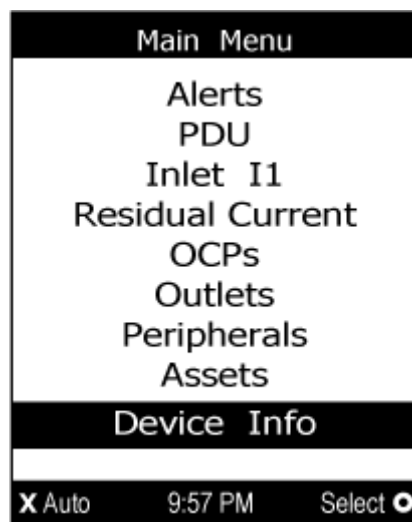 Main Menu
Alerts
PDU
Inlet I1
Residual Current
OCPs
Outlets
Peripherals
Assets
Device Info
X Auto 9:57 PM Select O